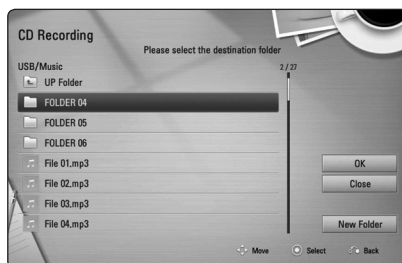 CD Recording
Please select the destination folder
USB/Music
2 / 27
UP Folder
FOLDER 04
FOLDER 05
FOLDER 06
File 01.mp3
File 02.mp3
File 03.mp3
File 04.mp3
OK
Close
New Folder
Move Select Back